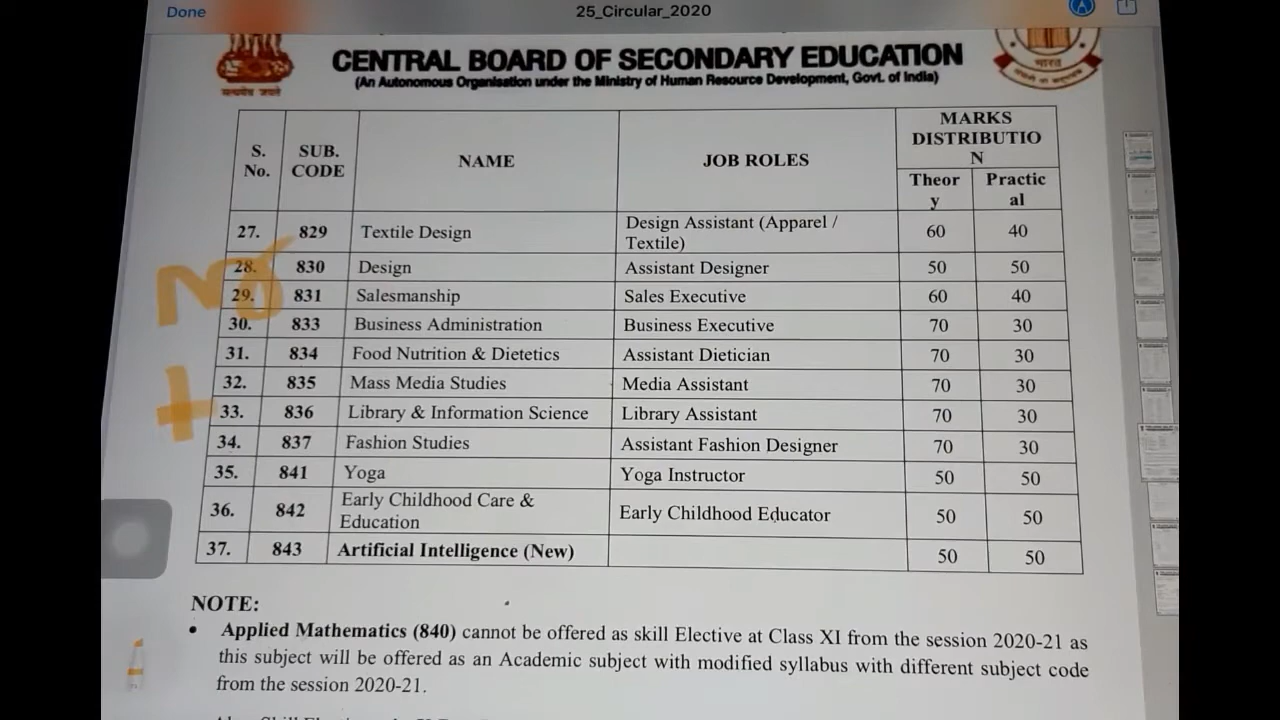 Done
25_Circular_2020
CENTRAL BOARD OF SECONDARY EDUCATION
(An Autonomous Organisation under the Ministry of Human Resource Development, Govt. of India)
सत्यमेव जयते
भारत
S. No. SUB. CODE NAME JOB ROLES MARKS DISTRIBUTIO N
Theor y Practic al
27. 829 Textile Design Design Assistant (Apparel / Textile) 60 40
28. 830 Design Assistant Designer 50 50
29. 831 Salesmanship Sales Executive 60 40
30. 833 Business Administration Business Executive 70 30
31. 834 Food Nutrition & Dietetics Assistant Dietician 70 30
32. 835 Mass Media Studies Media Assistant 70 30
33. 836 Library & Information Science Library Assistant 70 30
34. 837 Fashion Studies Assistant Fashion Designer 70 30
35. 841 Yoga Yoga Instructor 50 50
36. 842 Early Childhood Care & Education Early Childhood Educator 50 50
37. 843 Artificial Intelligence (New) 50 50
NOTE:
• Applied Mathematics (840) cannot be offered as skill Elective at Class XI from the session 2020-21 as
this subject will be offered as an Academic subject with modified syllabus with different subject code
from the session 2020-21.